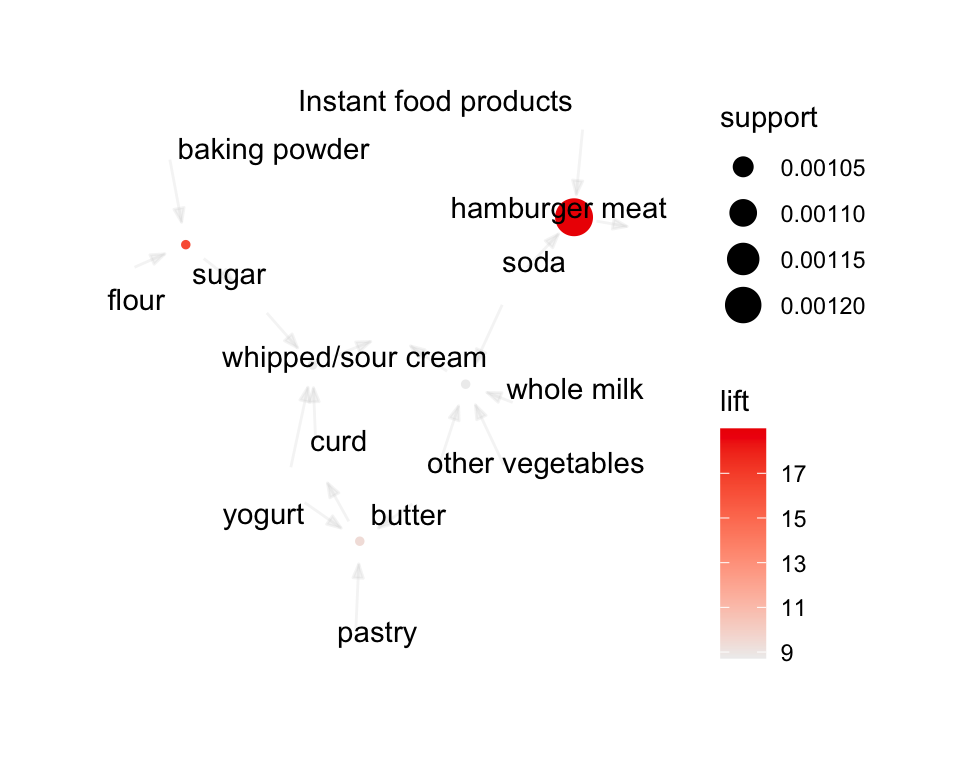 Instant food products
baking powder
hamburger meat
soda
sugar
flour
whipped/sour cream
whole milk
curd
other vegetables
yogurt
butter
pastry
support
0.00105
0.00110
0.00115
0.00120
lift
17
15
13
11
9